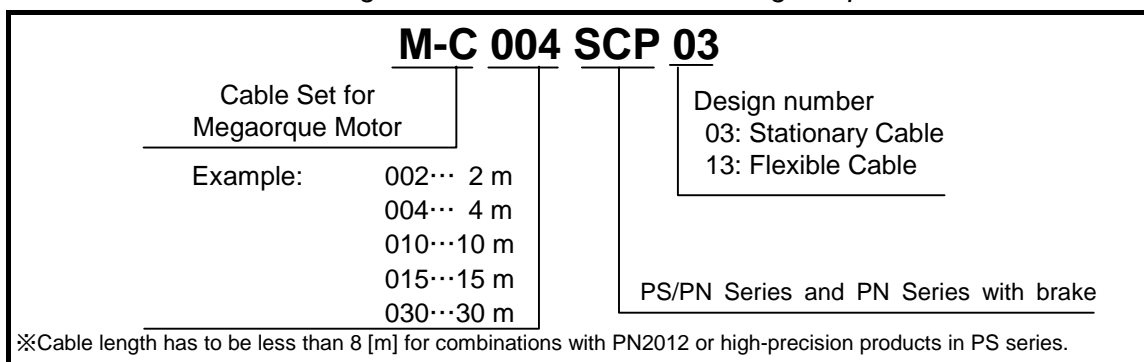 M-C 004 SCP 03
Cable Set for
Megaorque Motor
Design number
03: Stationary Cable
13: Flexible Cable
Example: 002⋯ 2 m
004⋯ 4 m
010⋯10 m
015⋯15 m
030⋯30 m
PS/PN Series and PN Series with brake
※Cable length has to be less than 8 [m] for combinations with PN2012 or high-precision products in PS series.